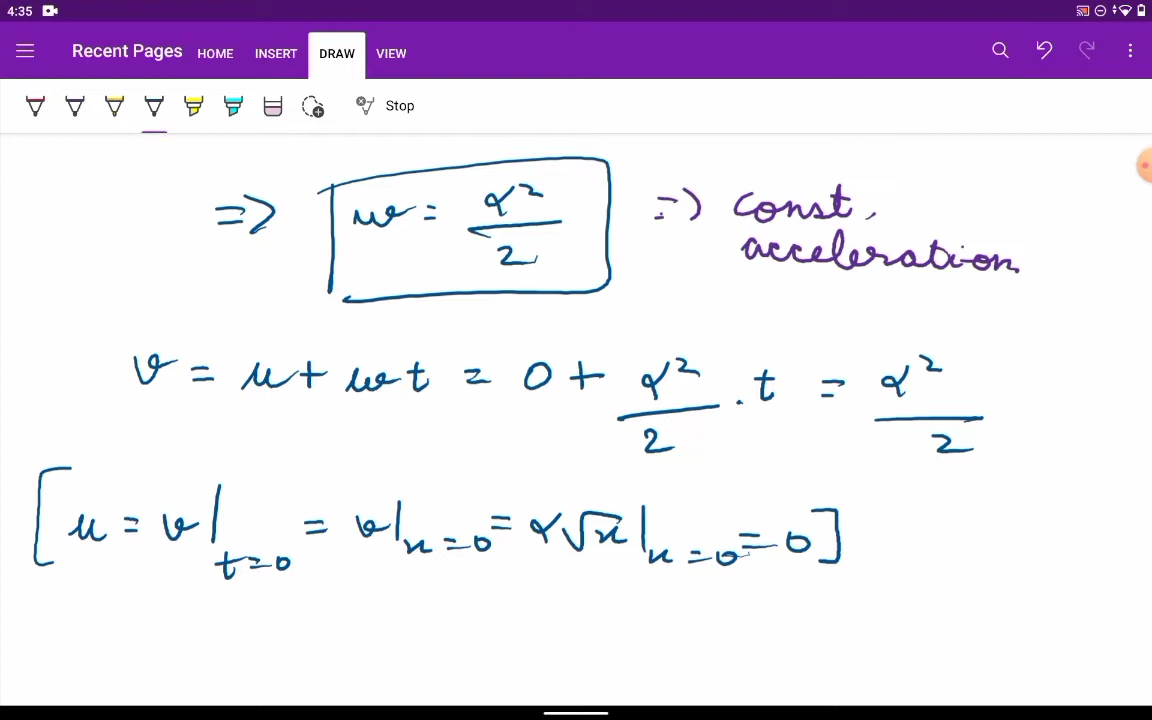 4:35
Recent Pages HOME INSERT DRAW VIEW
Stop
=> w = α²/2 => const.
acceleration
v = u + wt = 0 + α²/2 . t = α²/2
[u = v|t=0 = v|x=0 = α√x|x=0 = 0]